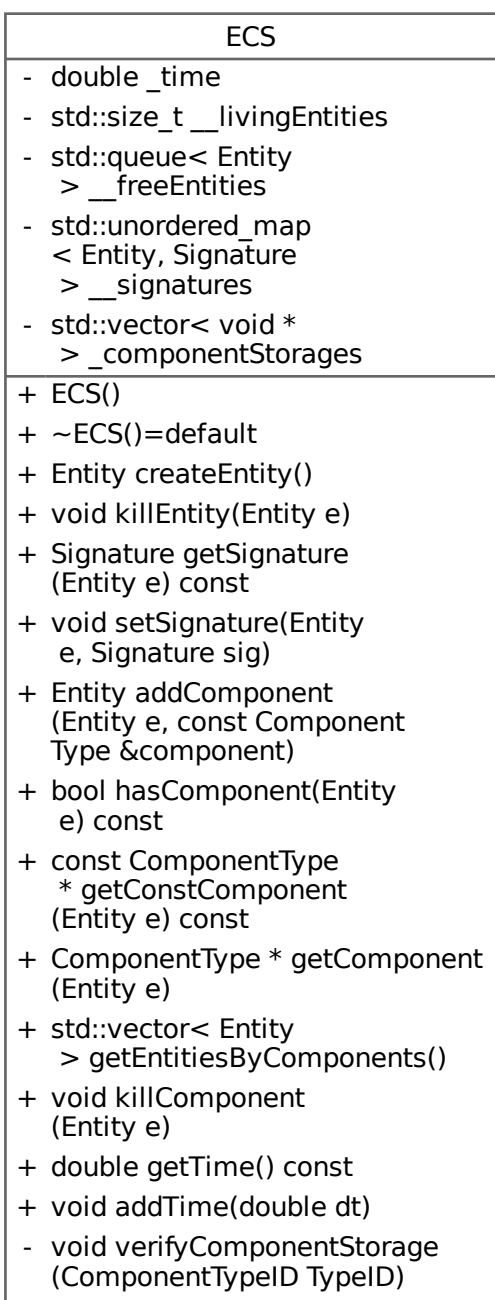 ECS
- double _time
- std::size_t __livingEntities
- std::queue< Entity
> __freeEntities
- std::unordered_map
< Entity, Signature
> __signatures
- std::vector< void *
> _componentStorages
+ ECS()
+ ~ECS()=default
+ Entity createEntity()
+ void killEntity(Entity e)
+ Signature getSignature
(Entity e) const
+ void setSignature(Entity
e, Signature sig)
+ Entity addComponent
(Entity e, const Component
Type &component)
+ bool hasComponent(Entity
e) const
+ const ComponentType
* getConstComponent
(Entity e) const
+ ComponentType * getComponent
(Entity e)
+ std::vector< Entity
> getEntitiesByComponents()
+ void killComponent
(Entity e)
+ double getTime() const
+ void addTime(double dt)
- void verifyComponentStorage
(ComponentTypeID TypeID)